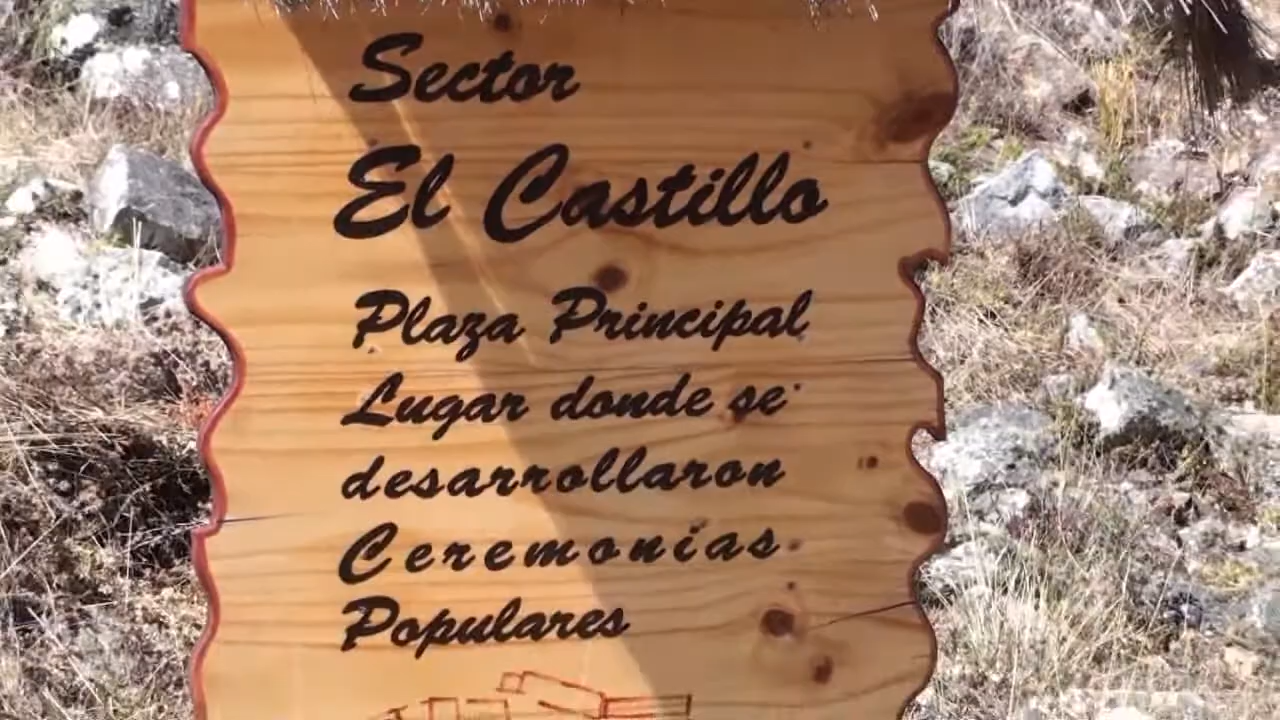 Sector
El Castillo
Plaza Principal
Lugar donde se
desarrollaron
Ceremonias
Populares